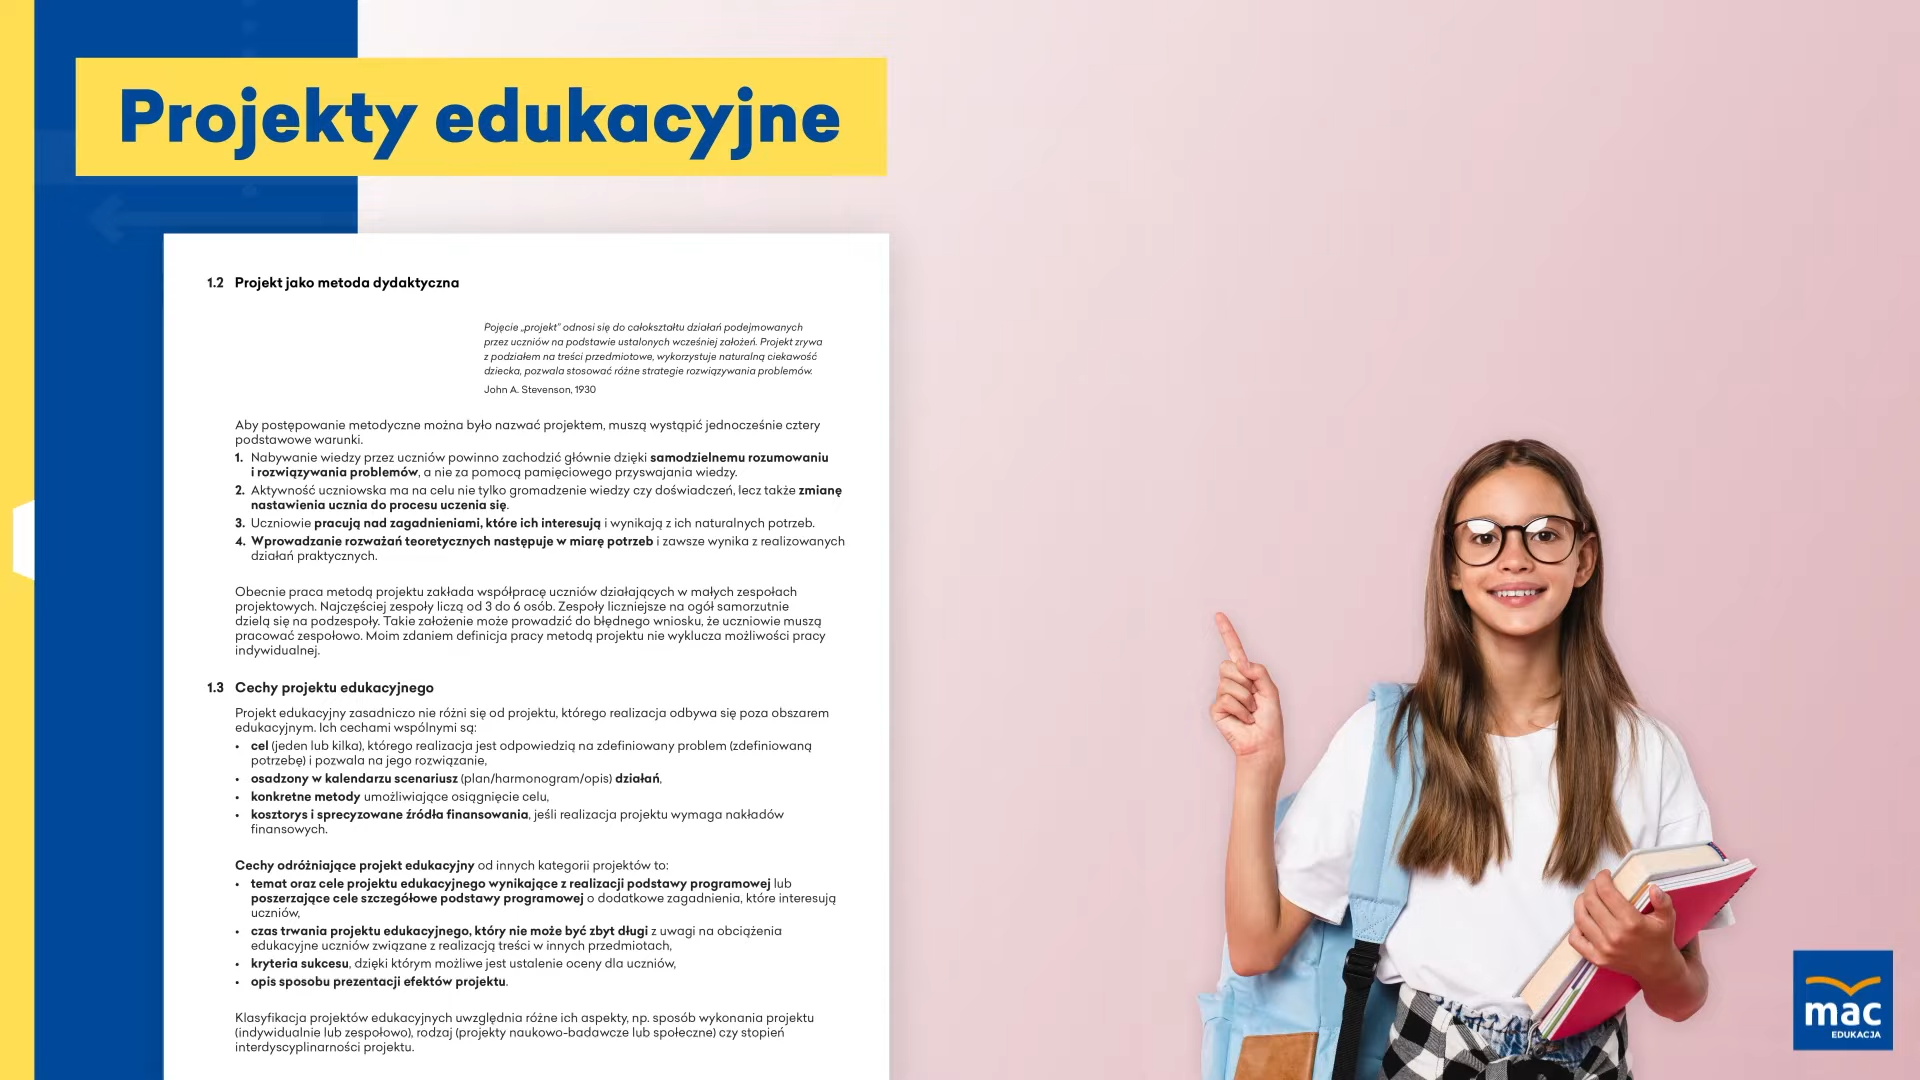 Projekty edukacyjne
1.2 Projekt jako metoda dydaktyczna
Pojęcie „projekt” odnosi się do całokształtu działań podejmowanych
przez uczniów na podstawie ustalonych wcześniej założeń. Projekt zrywa
z podziałem na treści przedmiotowe, wykorzystuje naturalną ciekawość
dziecka, pozwala stosować różne strategie rozwiązywania problemów.
John A. Stevenson, 1930
Aby postępowanie metodyczne można było nazwać projektem, muszą wystąpić jednocześnie cztery
podstawowe warunki.
1. Nabywanie wiedzy przez uczniów powinno zachodzić głównie dzięki samodzielnemu rozumowaniu
i rozwiązywania problemów, a nie za pomocą pamięciowego przyswajania wiedzy.
2. Aktywność uczniowska ma na celu nie tylko gromadzenie wiedzy czy doświadczeń, lecz także zmianę
nastawienia ucznia do procesu uczenia się.
3. Uczniowie pracują nad zagadnieniami, które ich interesują i wynikają z ich naturalnych potrzeb.
4. Wprowadzanie rozważań teoretycznych następuje w miarę potrzeb i zawsze wynika z realizowanych
działań praktycznych.
Obecnie praca metodą projektu zakłada współpracę uczniów działających w małych zespołach
projektowych. Najczęściej zespoły liczą od 3 do 6 osób. Zespoły liczniejsze na ogół samorzutnie
dzielą się na podzespoły. Takie założenie może prowadzić do błędnego wniosku, że uczniowie muszą
pracować zespołowo. Moim zdaniem definicja pracy metodą projektu nie wyklucza możliwości pracy
indywidualnej.
1.3 Cechy projektu edukacyjnego
Projekt edukacyjny zasadniczo nie różni się od projektu, którego realizacja odbywa się poza obszarem
edukacyjnym. Ich cechami wspólnymi są:
• cel (jeden lub kilka), którego realizacja jest odpowiedzią na zdefiniowany problem (zdefiniowaną
potrzebę) i pozwala na jego rozwiązanie,
• osadzony w kalendarzu scenariusz (plan/harmonogram/opis) działań,
• konkretne metody umożliwiające osiągnięcie celu,
• kosztorys i sprecyzowane źródła finansowania, jeśli realizacja projektu wymaga nakładów
finansowych.
Cechy odróżniające projekt edukacyjny od innych kategorii projektów to:
• temat oraz cele projektu edukacyjnego wynikające z realizacji podstawy programowej lub
poszerzające cele szczegółowe podstawy programowej o dodatkowe zagadnienia, które interesują
uczniów,
• czas trwania projektu edukacyjnego, który nie może być zbyt długi z uwagi na obciążenia
edukacyjne uczniów związane z realizacją treści w innych przedmiotach,
• kryteria sukcesu, dzięki którym możliwe jest ustalenie oceny dla uczniów,
• opis sposobu prezentacji efektów projektu.
Klasyfikacja projektów edukacyjnych uwzględnia różne ich aspekty, np. sposób wykonania projektu
(indywidualnie lub zespołowo), rodzaj (projekty naukowo-badawcze lub społeczne) czy stopień
interdyscyplinarności projektu.
mac
EDUKACJA